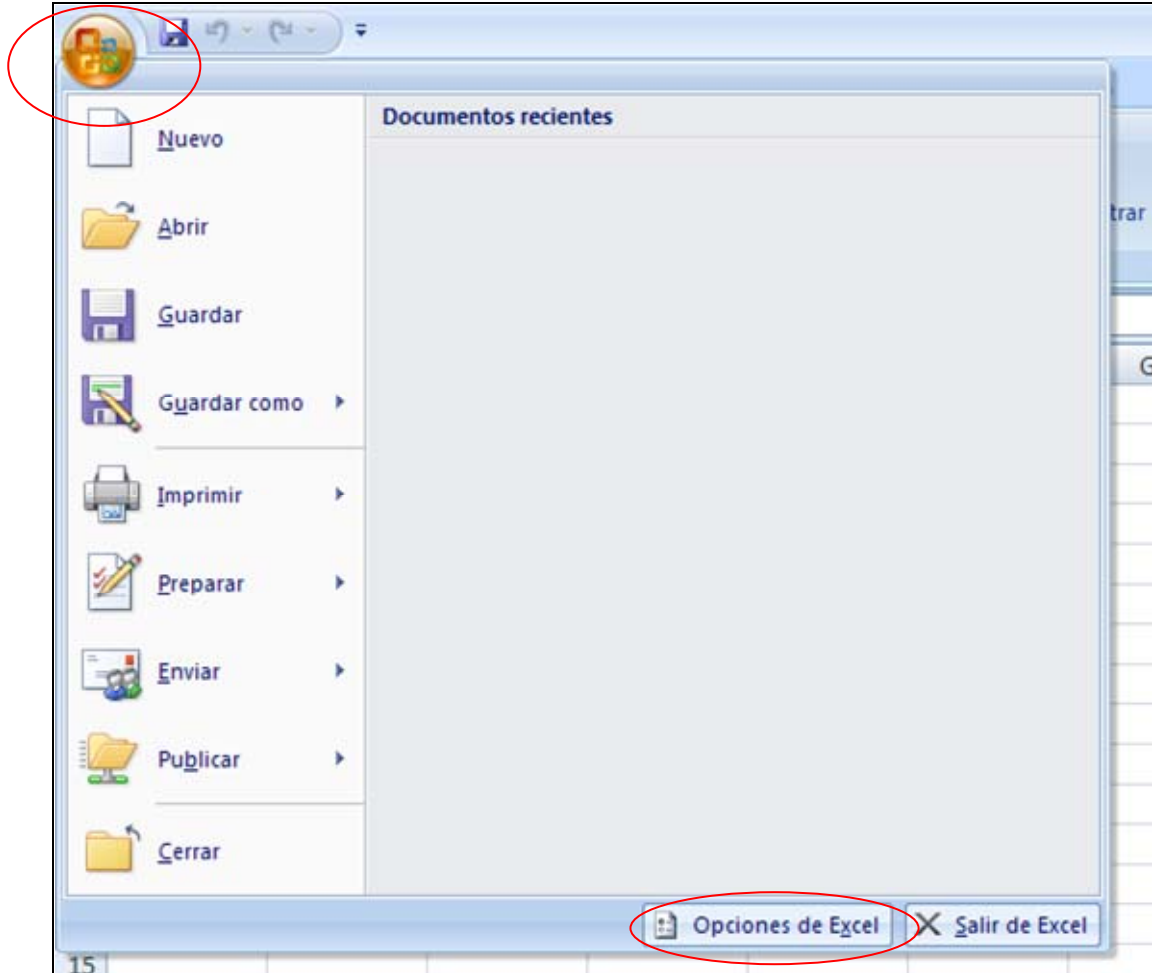 Documentos recientes
Nuevo
Abrir
trar
Guardar
G
Guardar como
Imprimir
Preparar
Enviar
Publicar
Cerrar
Opciones de Excel
Salir de Excel
15